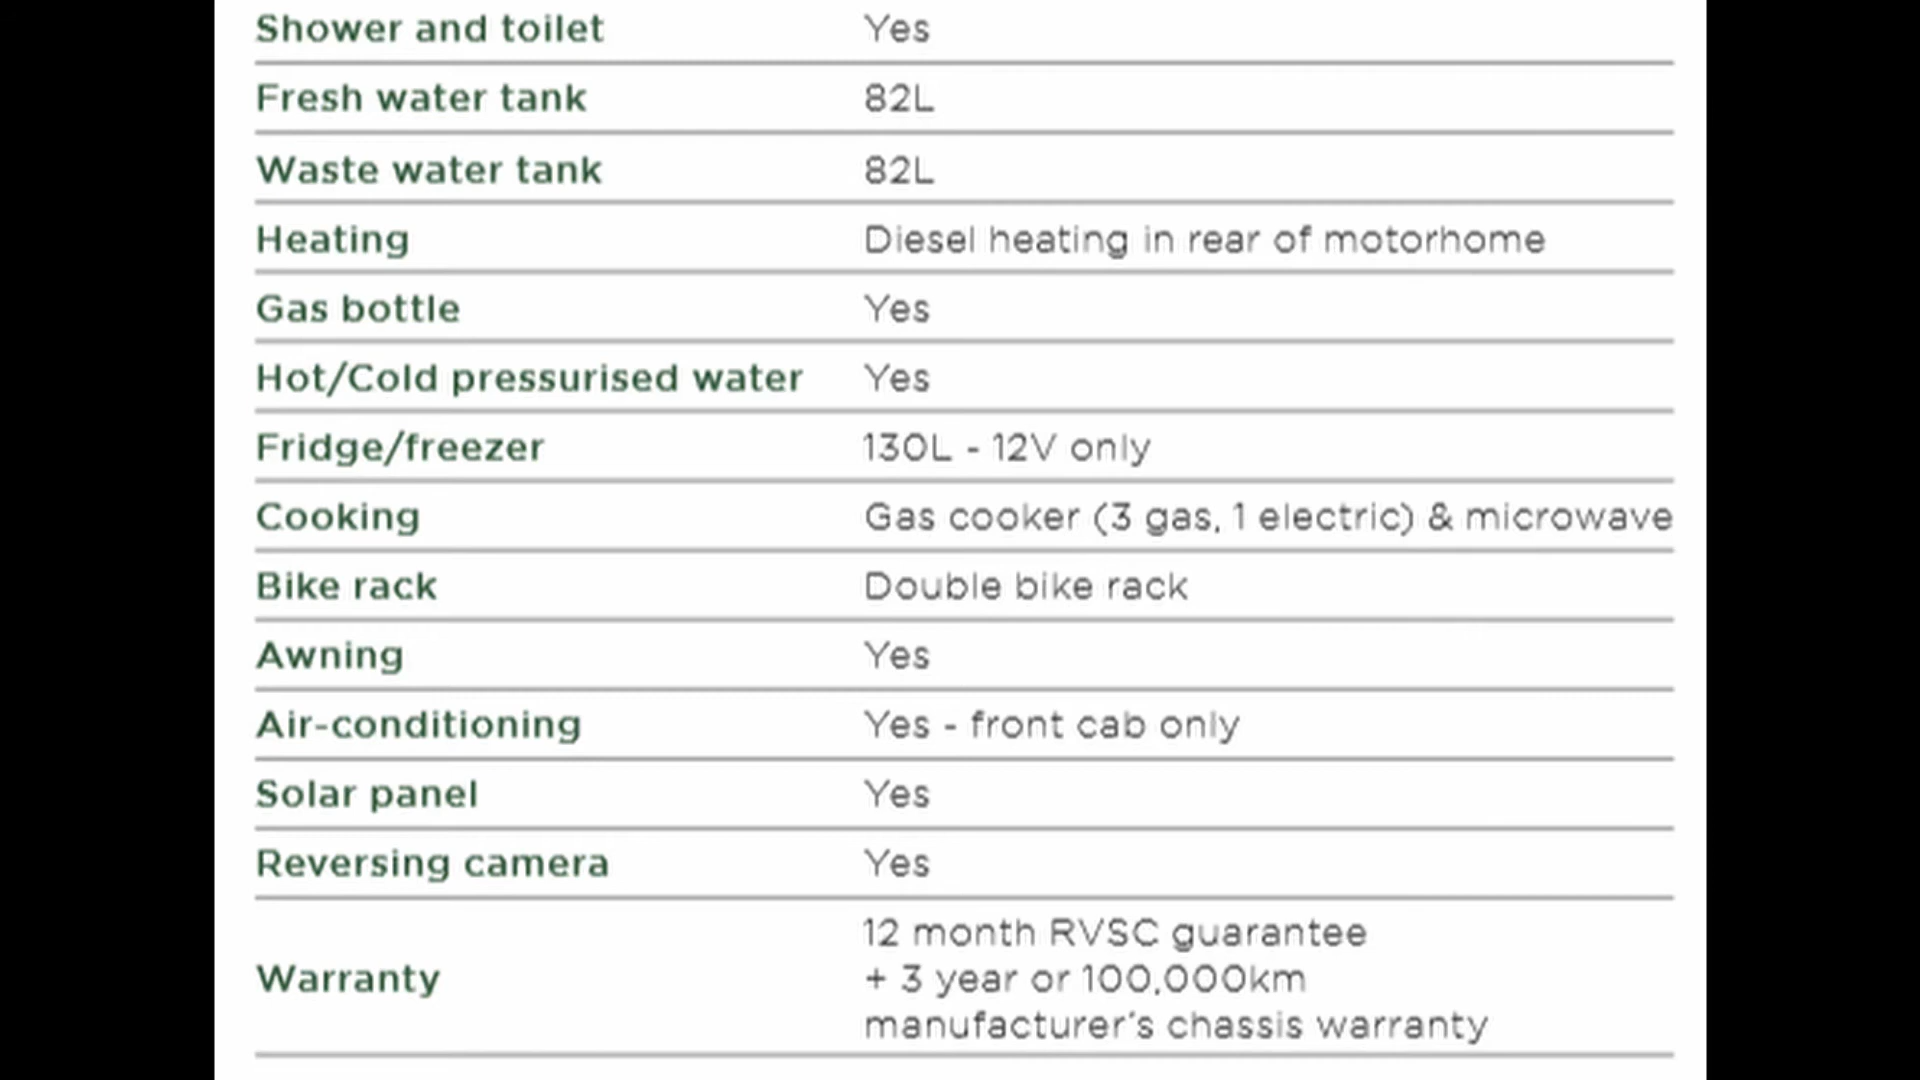 Shower and toilet Yes
Fresh water tank 82L
Waste water tank 82L
Heating Diesel heating in rear of motorhome
Gas bottle Yes
Hot/Cold pressurised water Yes
Fridge/freezer 130L - 12V only
Cooking Gas cooker (3 gas, 1 electric) & microwave
Bike rack Double bike rack
Awning Yes
Air-conditioning Yes - front cab only
Solar panel Yes
Reversing camera Yes
Warranty 12 month RVSC guarantee
+ 3 year or 100,000km
manufacturer's chassis warranty